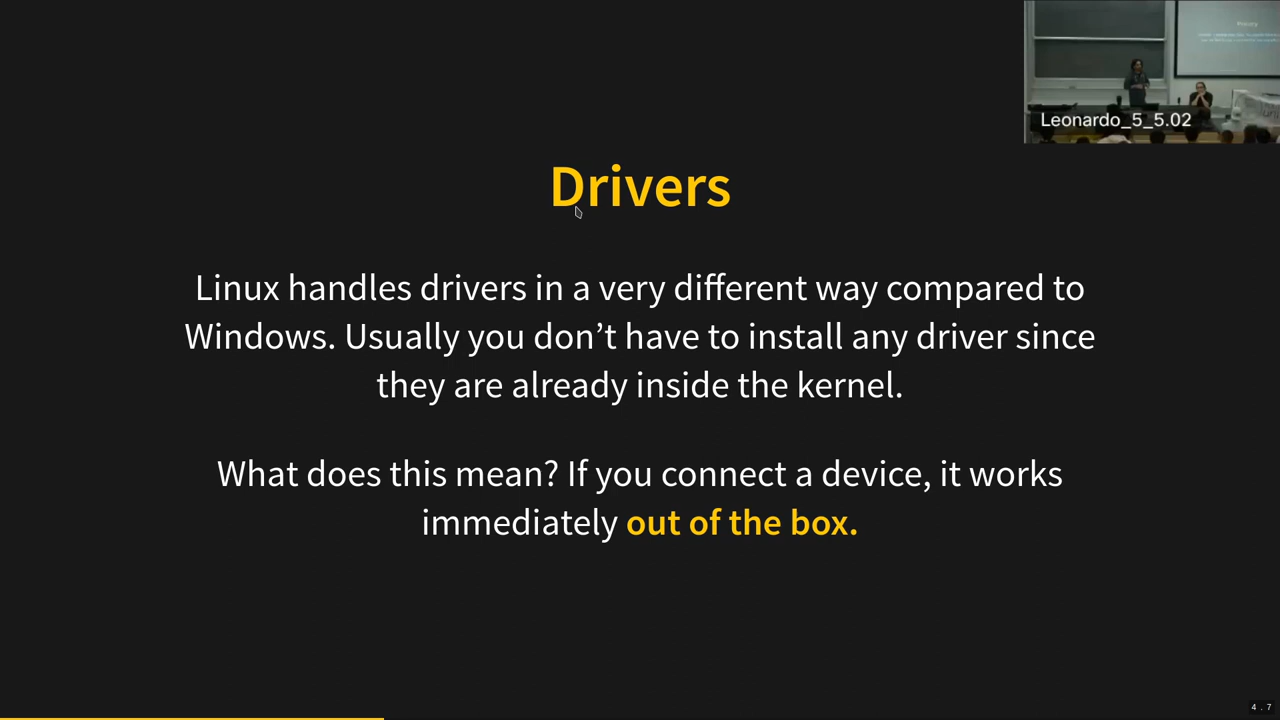 Leonardo_5_5.02
Drivers
Linux handles drivers in a very different way compared to
Windows. Usually you don’t have to install any driver since
they are already inside the kernel.
What does this mean? If you connect a device, it works
immediately out of the box.
4 . 7